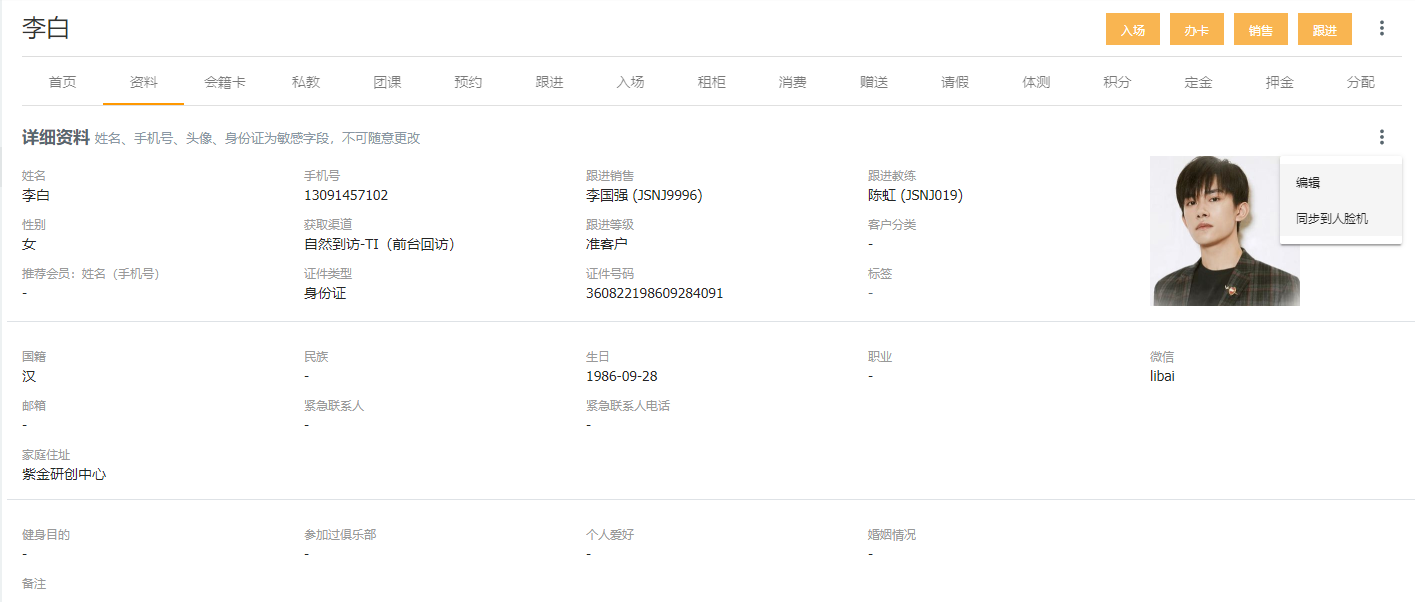 李白
入场 办卡 销售 跟进
首页 资料 会籍卡 私教 团课 预约 跟进 入场 租柜 消费 赠送 请假 体测 积分 定金 押金 分配
详细资料 姓名、手机号、头像、身份证为敏感字段，不可随意更改
姓名 手机号 跟进销售 跟进教练
李白 13091457102 李国强 (JSNJ9996) 陈虹 (JSNJ019)
编辑
同步到人脸机
性别 获取渠道 跟进等级 客户分类
女 自然到访-TI（前台回访） 准客户 -
推荐会员：姓名（手机号） 证件类型 证件号码 标签
- 身份证 360822198609284091 -
国籍 民族 生日 职业 微信
汉 - 1986-09-28 - libai
邮箱 紧急联系人 紧急联系人电话
- - -
家庭住址
紫金研创中心
健身目的 参加过俱乐部 个人爱好 婚姻情况
- - - -
备注